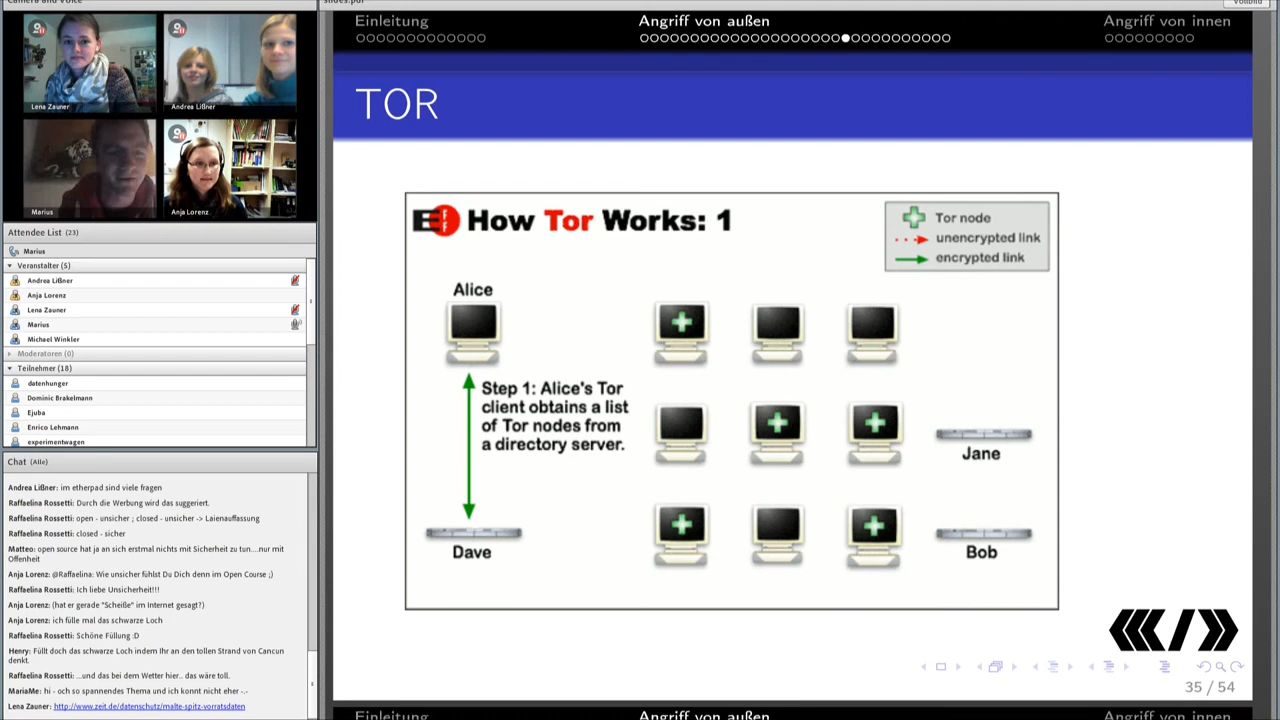 Camera and Voice
Lena Zauner
Andrea Lißner
Marius
Anja Lorenz
Attendee List (23)
Marius
Veranstalter (5)
Andrea Lißner
Anja Lorenz
Lena Zauner
Marius
Michael Winkler
Moderatoren (0)
Teilnehmer (18)
datenhunger
Dominic Brakelmann
Ejuba
Enrico Lehmann
experimentwagen
Chat (Alle)
Andrea Lißner: im etherpad sind viele fragen
Raffaelina Rossetti: Durch die Werbung wird das suggeriert.
Raffaelina Rossetti: open - unsicher ; closed - unsicher -> Laienauffassung
Raffaelina Rossetti: closed - sicher
Matteo: open source hat ja an sich erstmal nichts mit Sicherheit zu tun....nur mit
Offenheit
Anja Lorenz: @Raffaelina: Wie unsicher fühlst Du Dich denn im Open Course ;)
Raffaelina Rossetti: Ich liebe Unsicherheit!!!
Anja Lorenz: (hat er gerade "Scheiße" im Internet gesagt?)
Anja Lorenz: ich fülle mal das schwarze Loch
Raffaelina Rossetti: Schöne Füllung :D
Henry: Füllt doch das schwarze Loch indem Ihr an den tollen Strand von Cancun
denkt.
Raffaelina Rossetti: ...und das bei dem Wetter hier.. das wäre toll.
MariaMe: hi - och so spannendes Thema und ich konnt nicht eher -.-
Lena Zauner: http://www.zeit.de/datenschutz/malte-spitz-vorratsdaten
slides.pdf
Vollbild
Einleitung
Angriff von außen
Angriff von innen
TOR
EFF How Tor Works: 1
Tor node
unencrypted link
encrypted link
Alice
Step 1: Alice's Tor
client obtains a list
of Tor nodes from
a directory server.
Jane
Dave
Bob
35 / 54
Einleitung
Angriff von außen
Angriff von innen